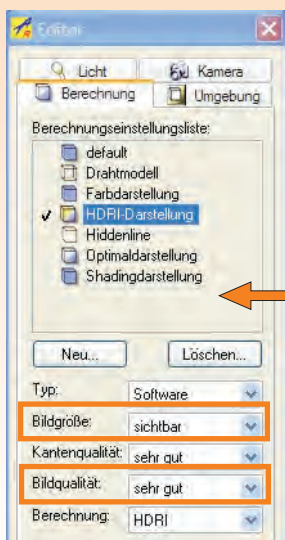 Editor
Licht Kamera
Berechnung Umgebung
Berechnungseinstellungsliste:
default
Drahtmodell
Farbdarstellung
HDRI-Darstellung
Hiddenline
Optimaldarstellung
Shadingdarstellung
Neu... Löschen...
Typ: Software
Bildgröße: sichtbar
Kantenqualität: sehr gut
Bildqualität: sehr gut
Berechnung: HDRI